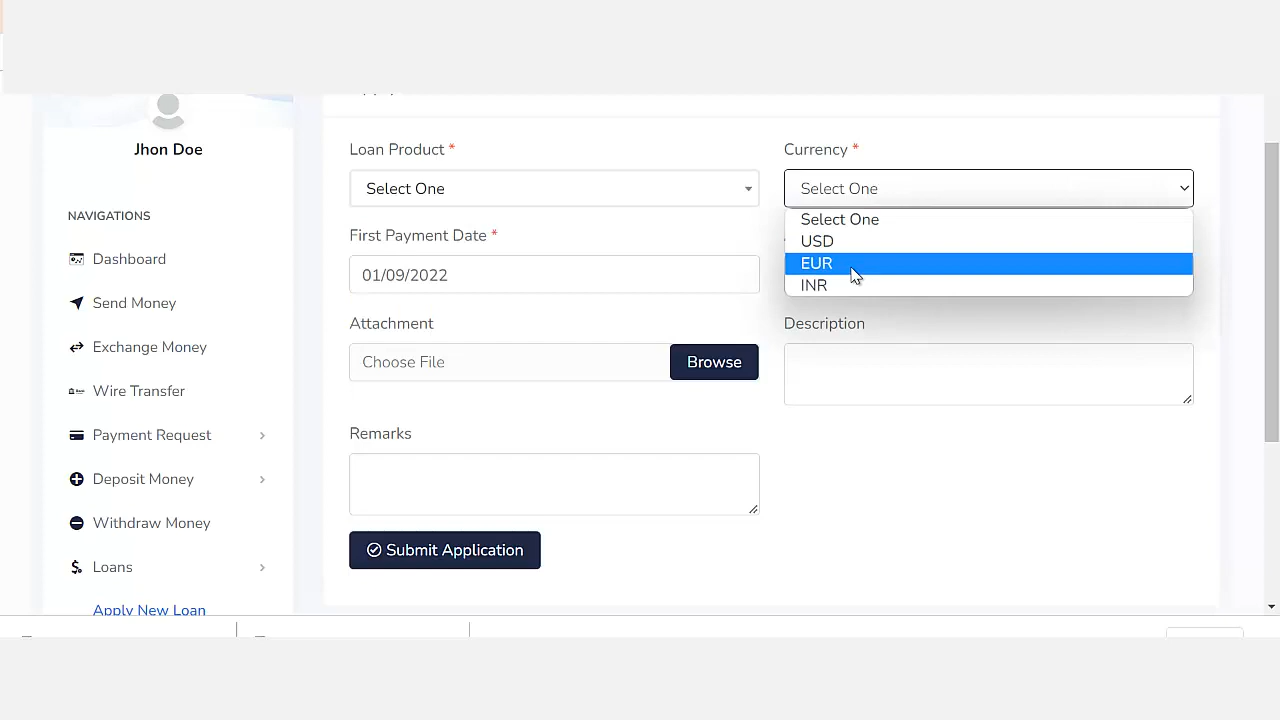 Jhon Doe
NAVIGATIONS
Dashboard
Send Money
Exchange Money
Wire Transfer
Payment Request
Deposit Money
Withdraw Money
Loans
Apply New Loan
Loan Product *
Select One
Currency *
Select One
Select One
USD
EUR
INR
First Payment Date *
01/09/2022
Attachment
Choose File
Browse
Description
Remarks
Submit Application